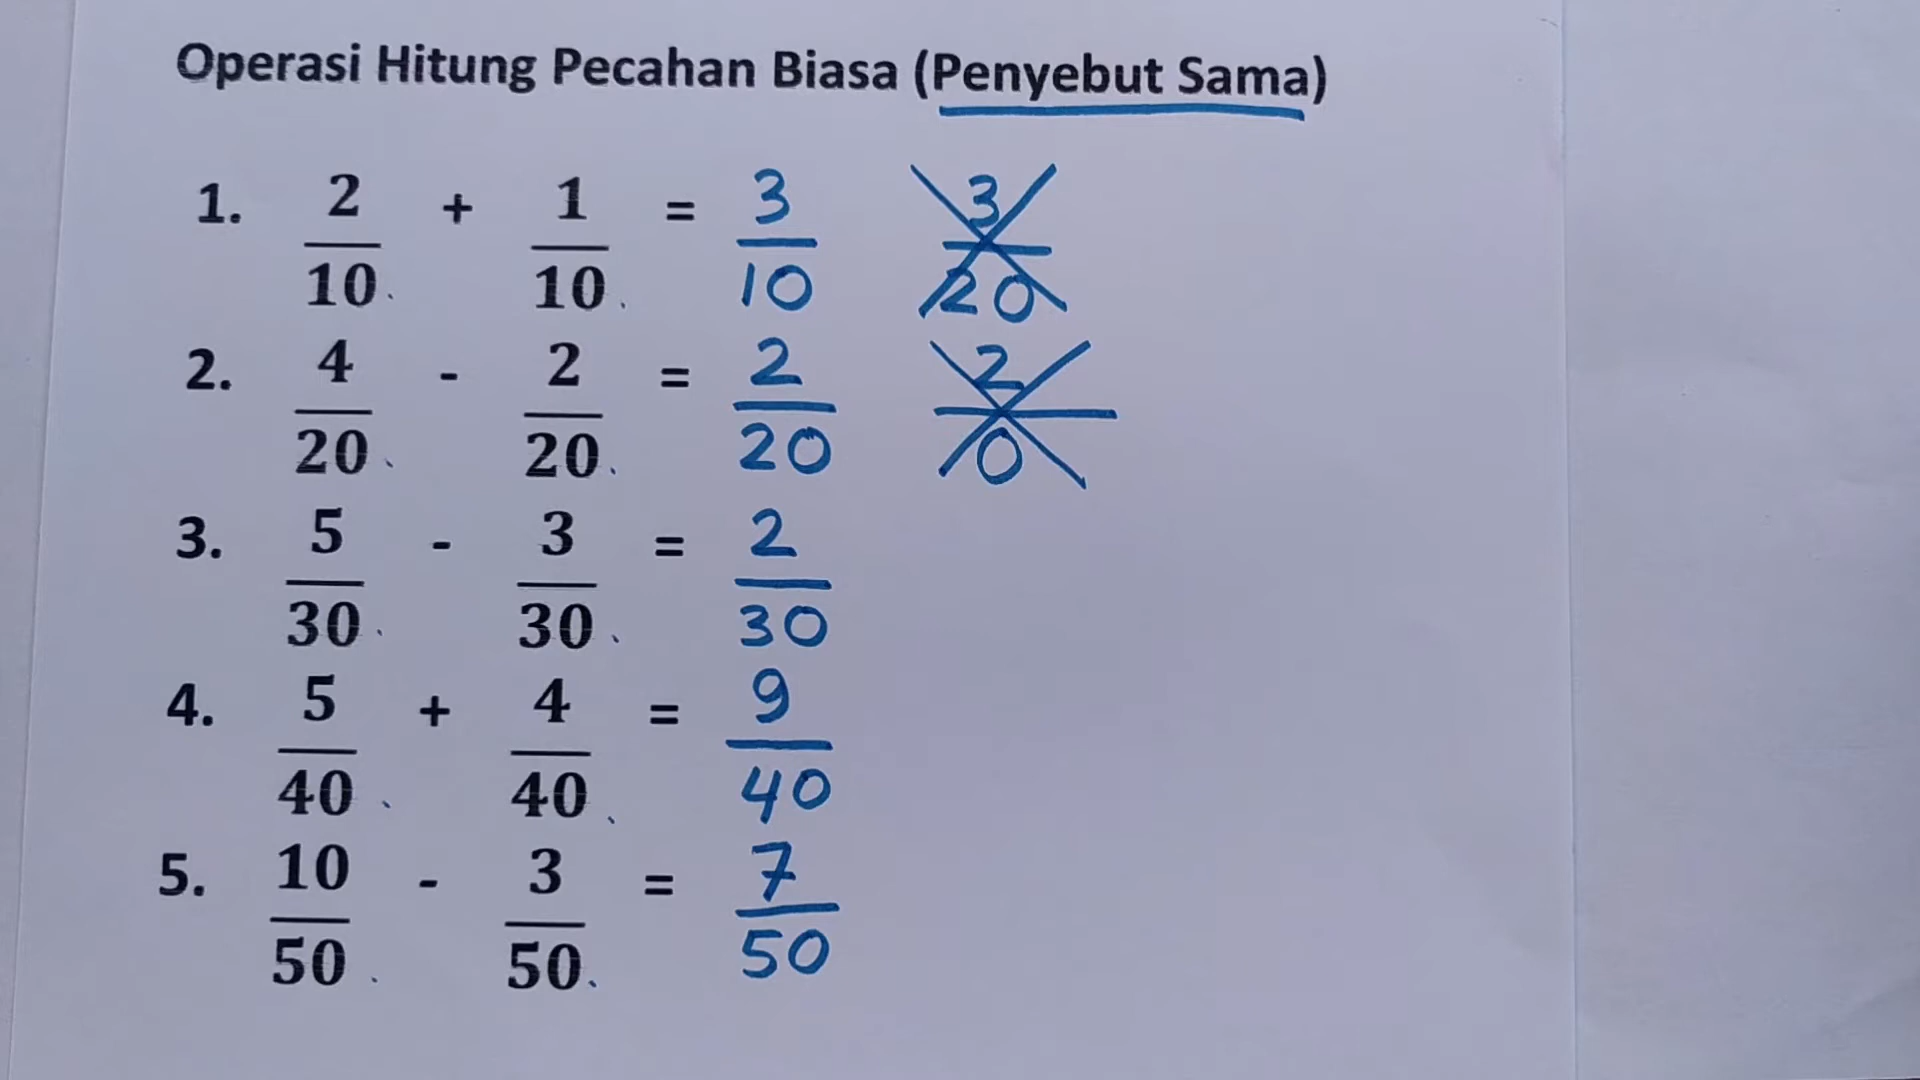 Operasi Hitung Pecahan Biasa (Penyebut Sama)
1. 2/10 + 1/10 = 3/10 3/20
2. 4/20 - 2/20 = 2/20 2/0
3. 5/30 - 3/30 = 2/30
4. 5/40 + 4/40 = 9/40
5. 10/50 - 3/50 = 7/50